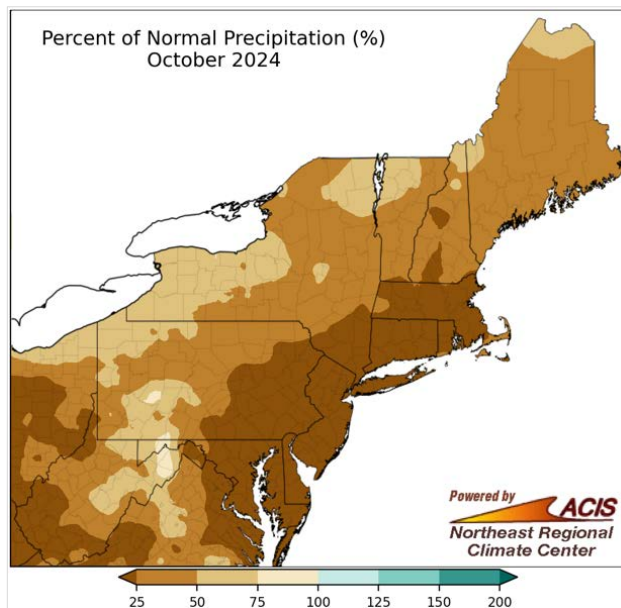 Percent of Normal Precipitation (%)
October 2024
Powered by
ACIS
Northeast Regional
Climate Center
25 50 75 100 125 150 200